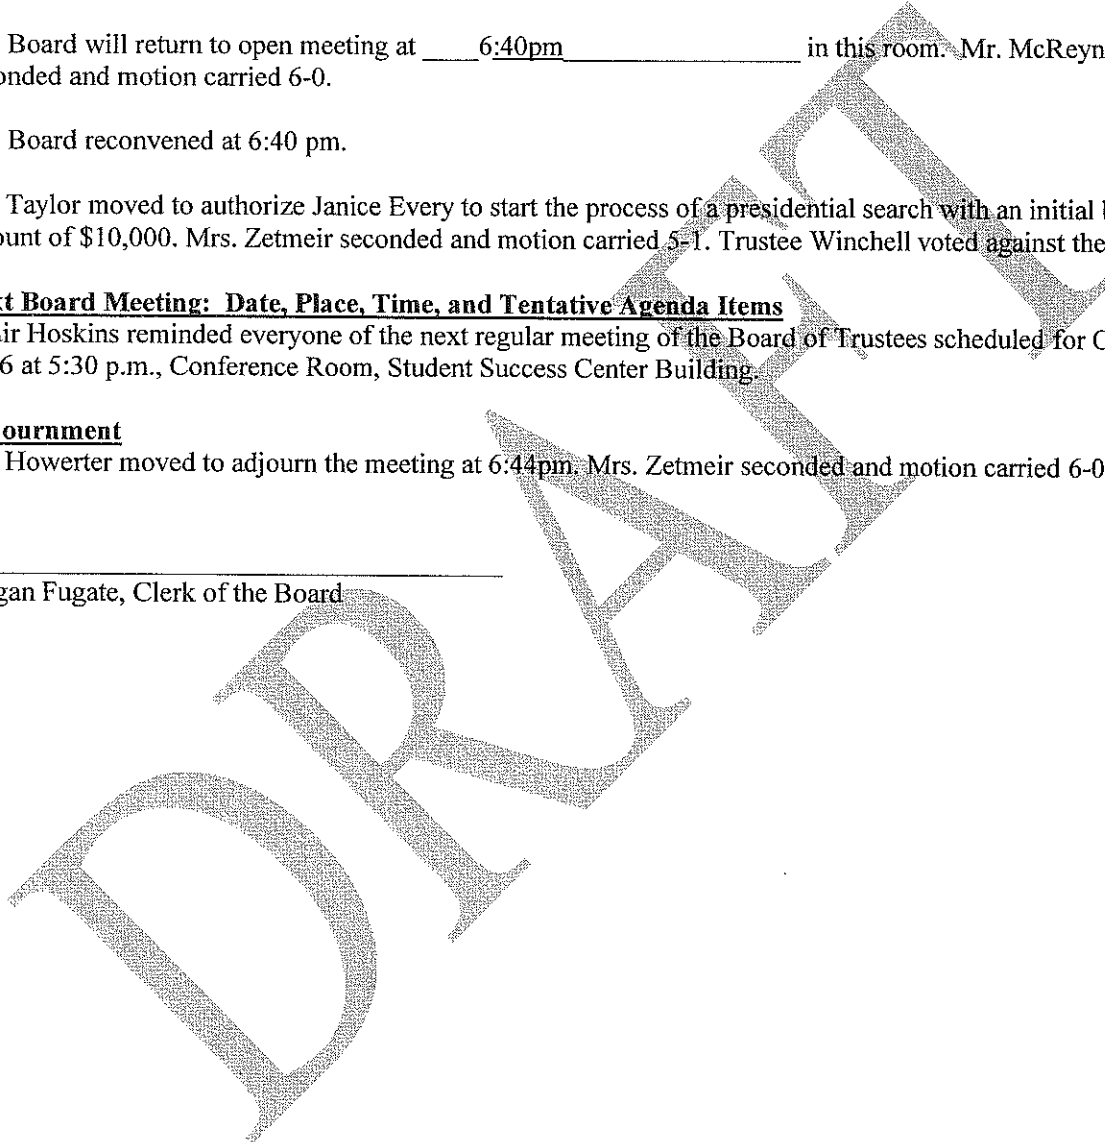 Board will return to open meeting at ____6:40pm____________________ in this room. Mr. McReyn
onded and motion carried 6-0.
Board reconvened at 6:40 pm.
Taylor moved to authorize Janice Every to start the process of a presidential search with an initial
ount of $10,000. Mrs. Zetmeir seconded and motion carried 5-1. Trustee Winchell voted against the
t Board Meeting: Date, Place, Time, and Tentative Agenda Items
ir Hoskins reminded everyone of the next regular meeting of the Board of Trustees scheduled for
6 at 5:30 p.m., Conference Room, Student Success Center Building.
ournment
Howerter moved to adjourn the meeting at 6:44pm. Mrs. Zetmeir seconded and motion carried 6-0
gan Fugate, Clerk of the Board
DRAFT